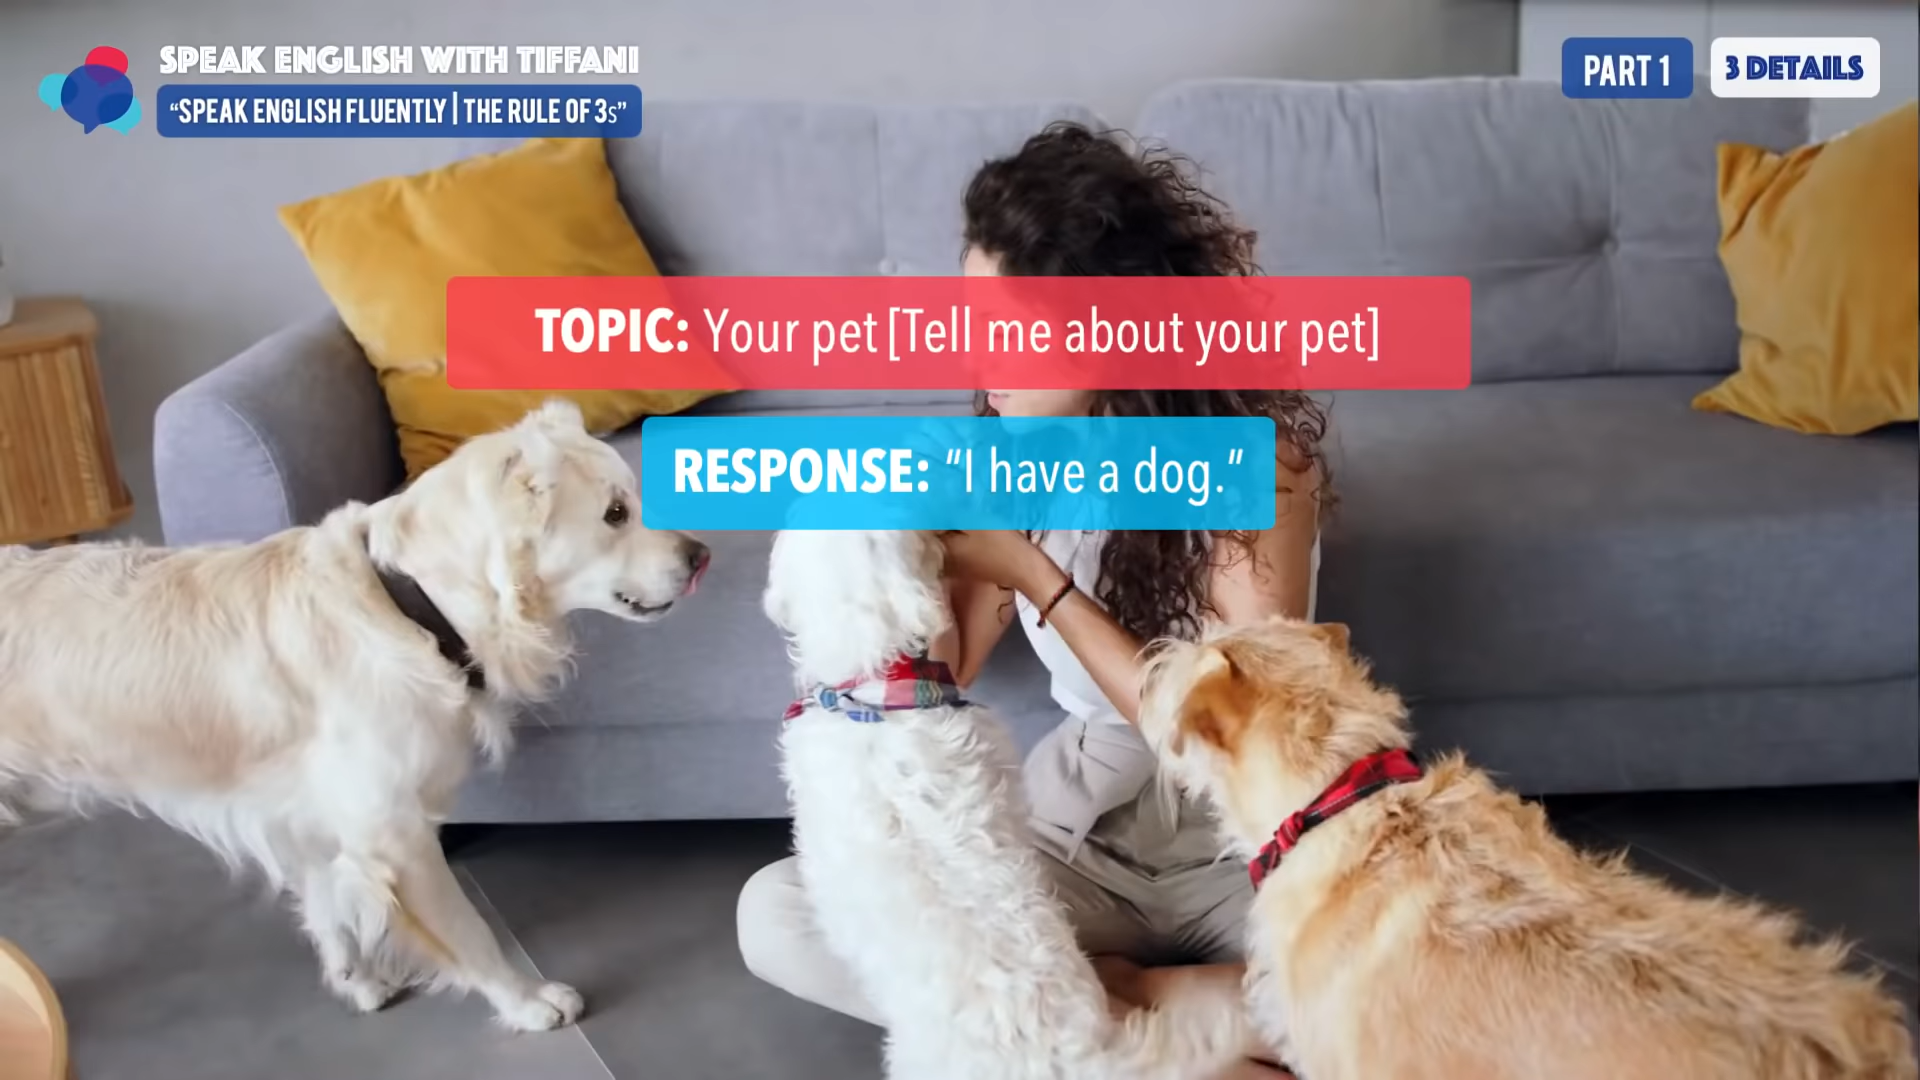 SPEAK ENGLISH WITH TIFFANI
“SPEAK ENGLISH FLUENTLY | THE RULE OF 3s”
PART 1
3 DETAILS
TOPIC: Your pet [Tell me about your pet]
RESPONSE: “I have a dog.”